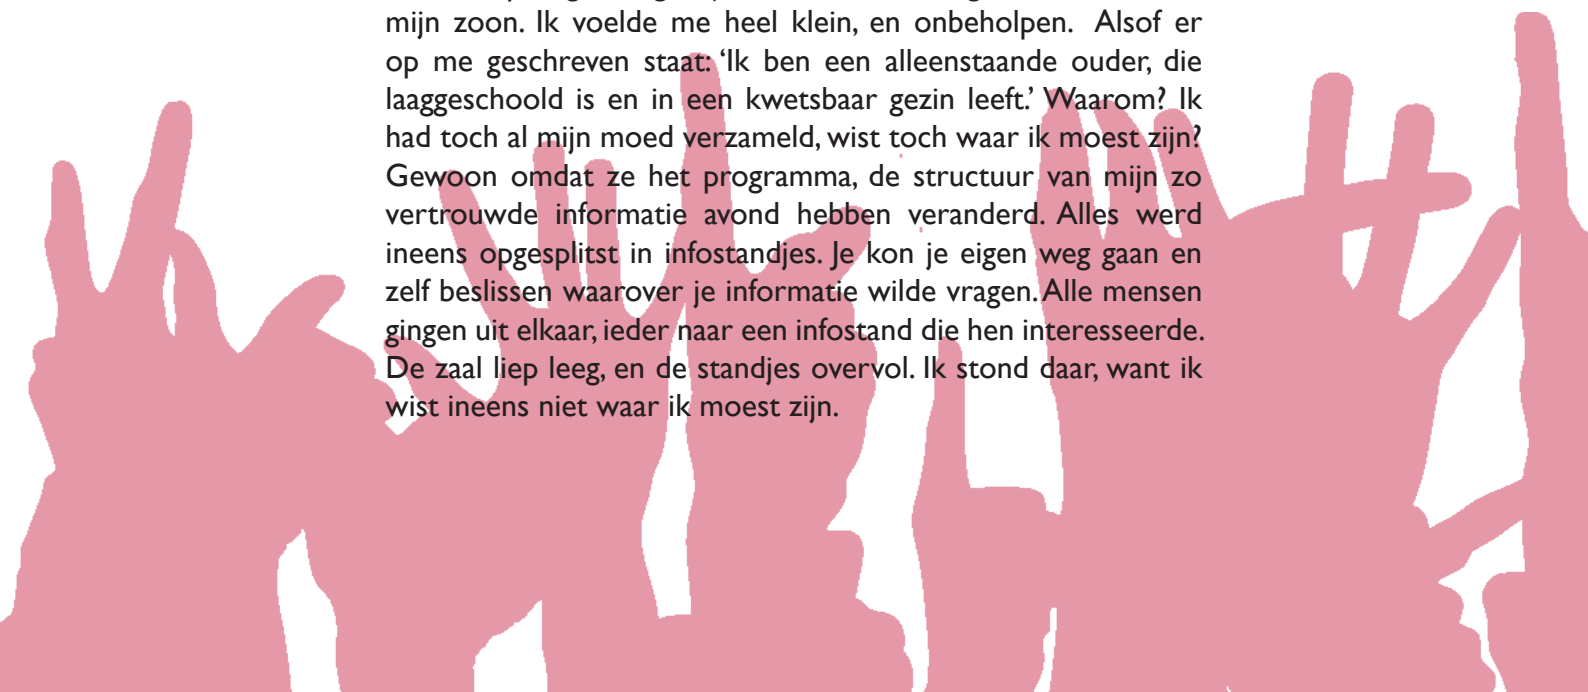 mijn zoon. Ik voelde me heel klein, en onbeholpen. Alsof er
op me geschreven staat: ‘Ik ben een alleenstaande ouder, die
laaggeschoold is en in een kwetsbaar gezin leeft.’ Waarom? Ik
had toch al mijn moed verzameld, wist toch waar ik moest zijn?
Gewoon omdat ze het programma, de structuur van mijn zo
vertrouwde informatie avond hebben veranderd. Alles werd
ineens opgesplitst in infostandjes. Je kon je eigen weg gaan en
zelf beslissen waarover je informatie wilde vragen. Alle mensen
gingen uit elkaar, ieder naar een infostand die hen interesseerde.
De zaal liep leeg, en de standjes overvol. Ik stond daar, want ik
wist ineens niet waar ik moest zijn.